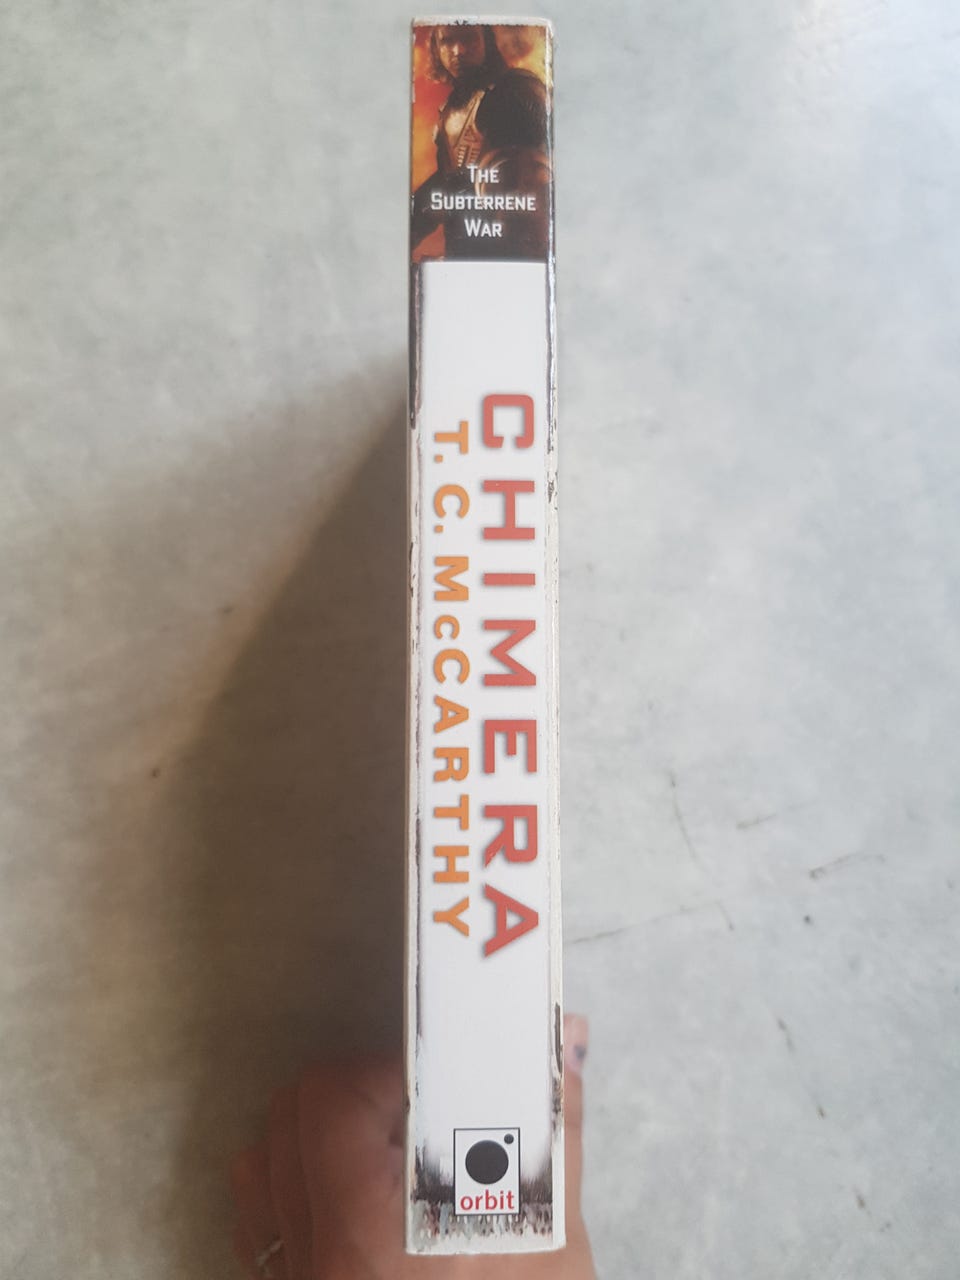 The
Subterrene
War
CHIMERA
T. C. McCARTHY
orbit